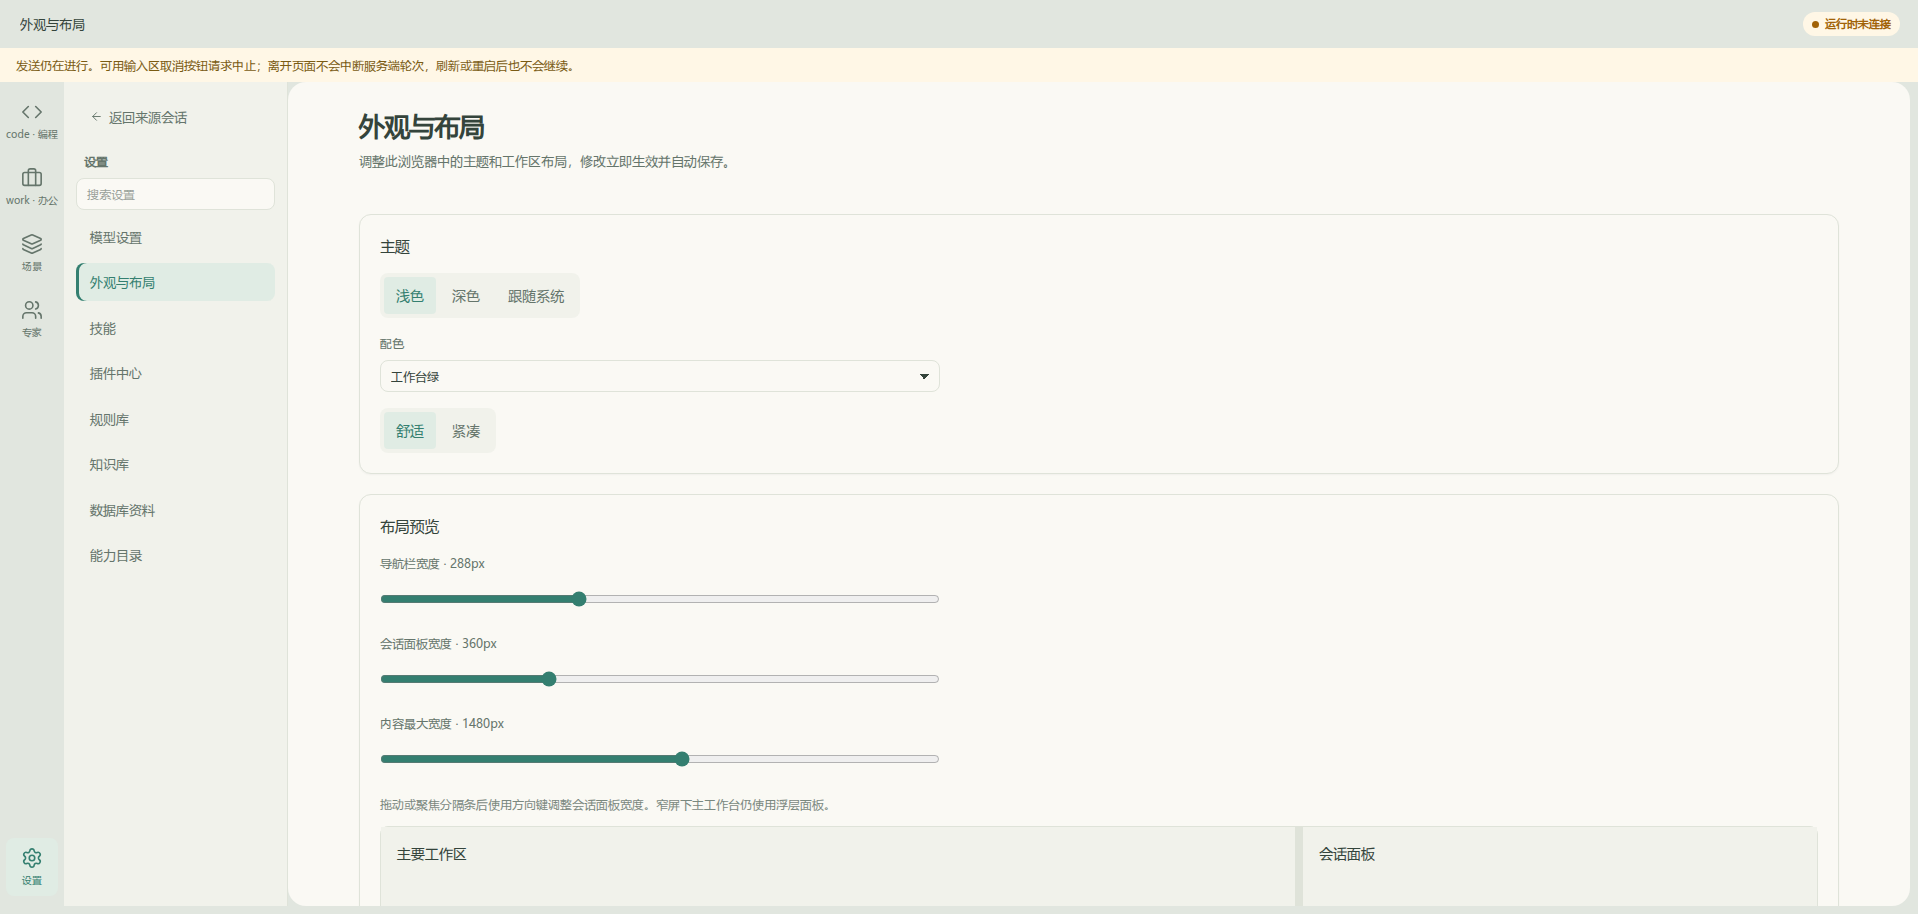 外观与布局
运行时未连接
发送仍在进行。可用输入区取消按钮请求中止；离开页面不会中断服务端轮次，刷新或重启后也不会继续。
code · 编程
work · 办公
场景
专家
设置
返回来源会话
设置
搜索设置
模型设置
外观与布局
技能
插件中心
规则库
知识库
数据库资料
能力目录
外观与布局
调整此浏览器中的主题和工作区布局，修改立即生效并自动保存。
主题
浅色 深色 跟随系统
配色
工作台绿
舒适 紧凑
布局预览
导航栏宽度 · 288px
会话面板宽度 · 360px
内容最大宽度 · 1480px
拖动或聚焦分隔条后使用方向键调整会话面板宽度。窄屏下主工作台仍使用浮层面板。
主要工作区
会话面板